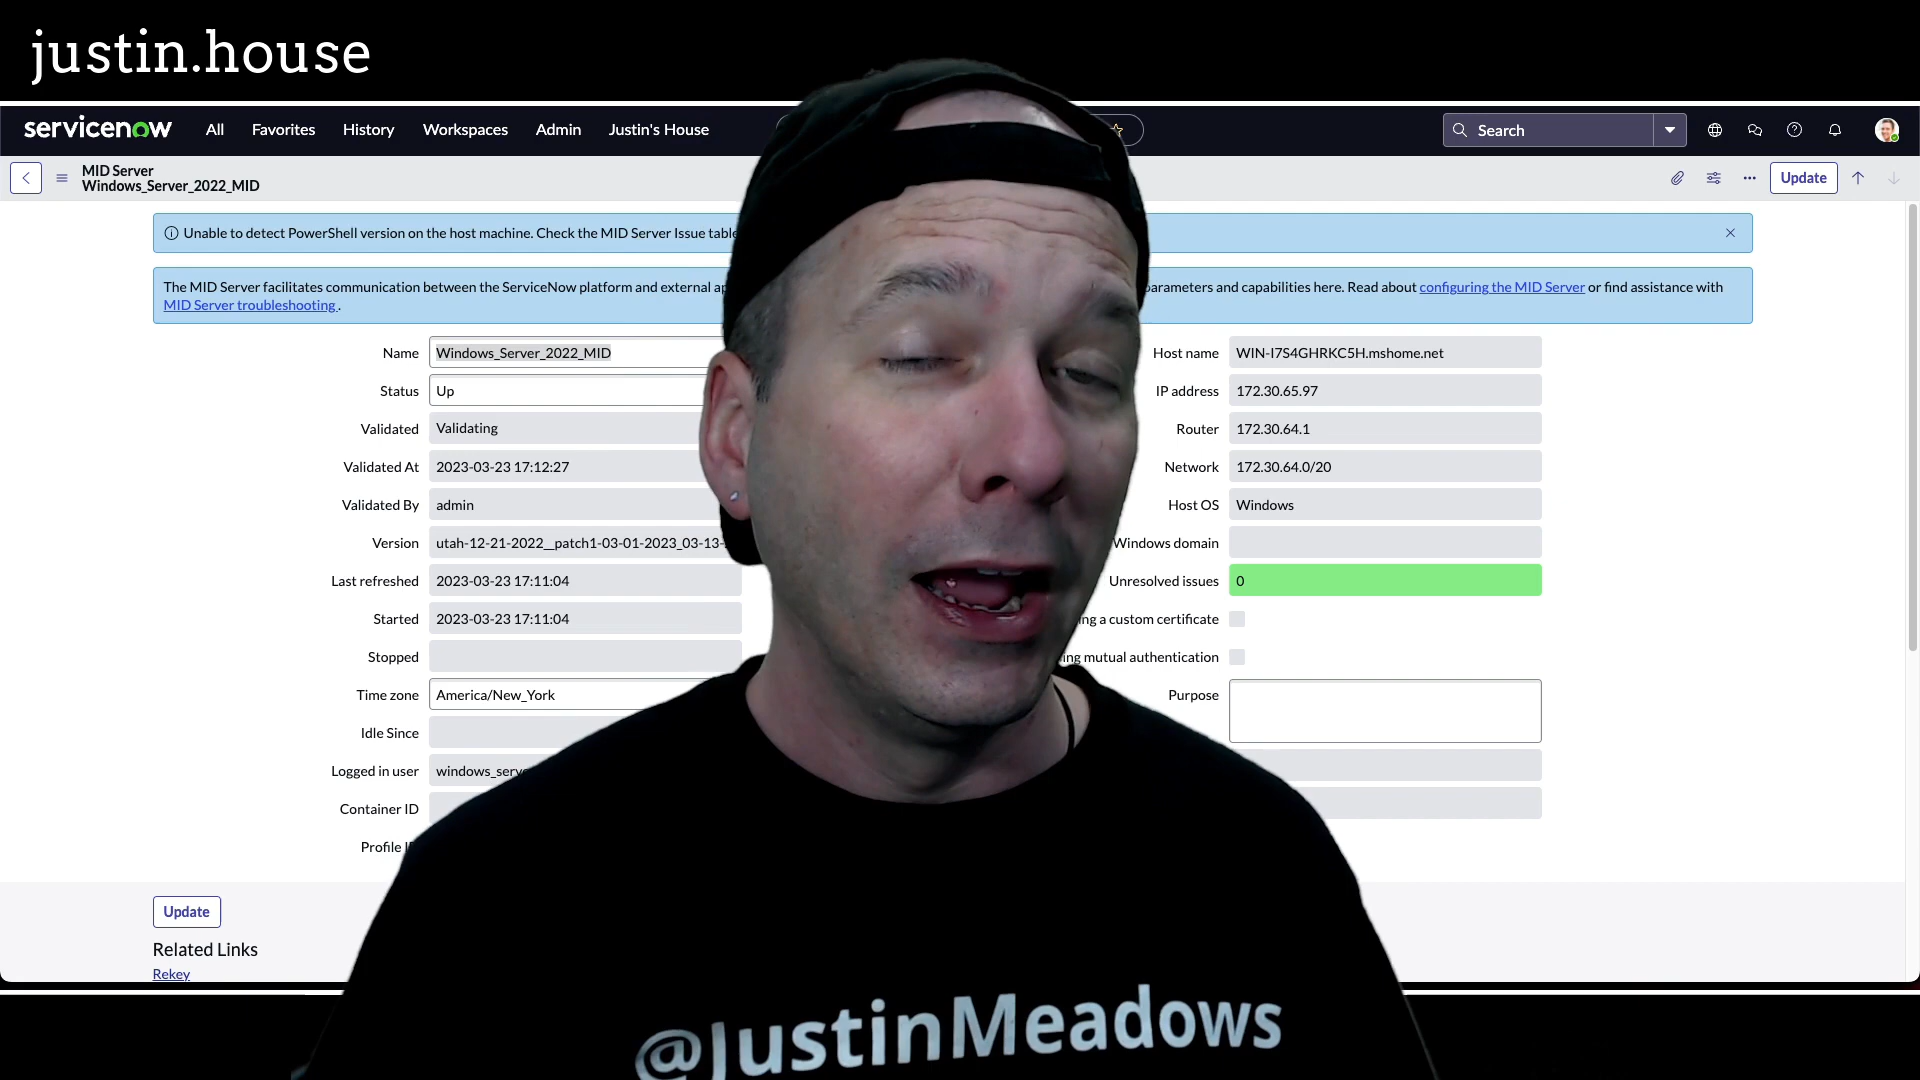 justin.house
servicenow All Favorites History Workspaces Admin Justin's House Search
MID Server
Windows_Server_2022_MID
Update
Unable to detect PowerShell version on the host machine. Check the MID Server Issue
The MID Server facilitates communication between the ServiceNow platform and external parameters and capabilities here. Read about configuring the MID Server or find assistance with
MID Server troubleshooting .
Name Windows_Server_2022_MID Host name WIN-I7S4GHRKC5H.mshome.net
Status Up IP address 172.30.65.97
Validated Validating Router 172.30.64.1
Validated At 2023-03-23 17:12:27 Network 172.30.64.0/20
Validated By admin Host OS Windows
Version utah-12-21-2022__patch1-03-01-2023_03-13- Windows domain
Last refreshed 2023-03-23 17:11:04 Unresolved issues 0
Started 2023-03-23 17:11:04 a custom certificate
Stopped mutual authentication
Time zone America/New_York Purpose
Idle Since
Logged in user
Container ID
Profile
Update
Related Links
Rekey
@JustinMeadows